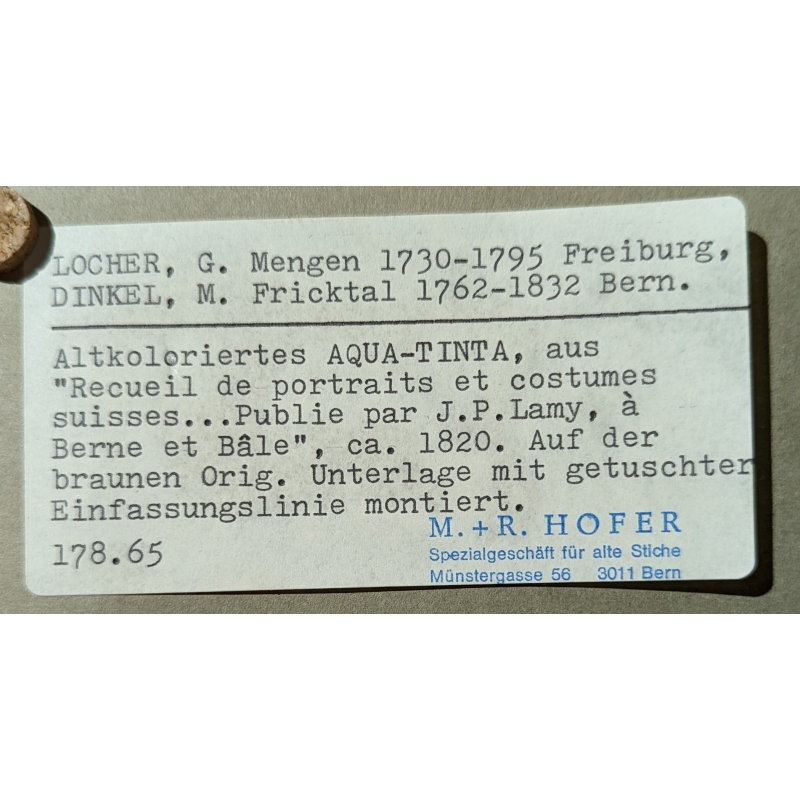 LOCHER, G. Mengen 1730-1795 Freiburg,
DINKEL, M. Fricktal 1762-1832 Bern.
Altkoloriertes AQUA-TINTA, aus
"Recueil de portraits et costumes
suisses...Publie par J.P.Lamy, à
Berne et Bâle", ca. 1820. Auf der
braunen Orig. Unterlage mit getuschter
Einfassungslinie montiert.
178.65
M. + R. HOFER
Spezialgeschäft für alte Stiche
Münstergasse 56 3011 Bern